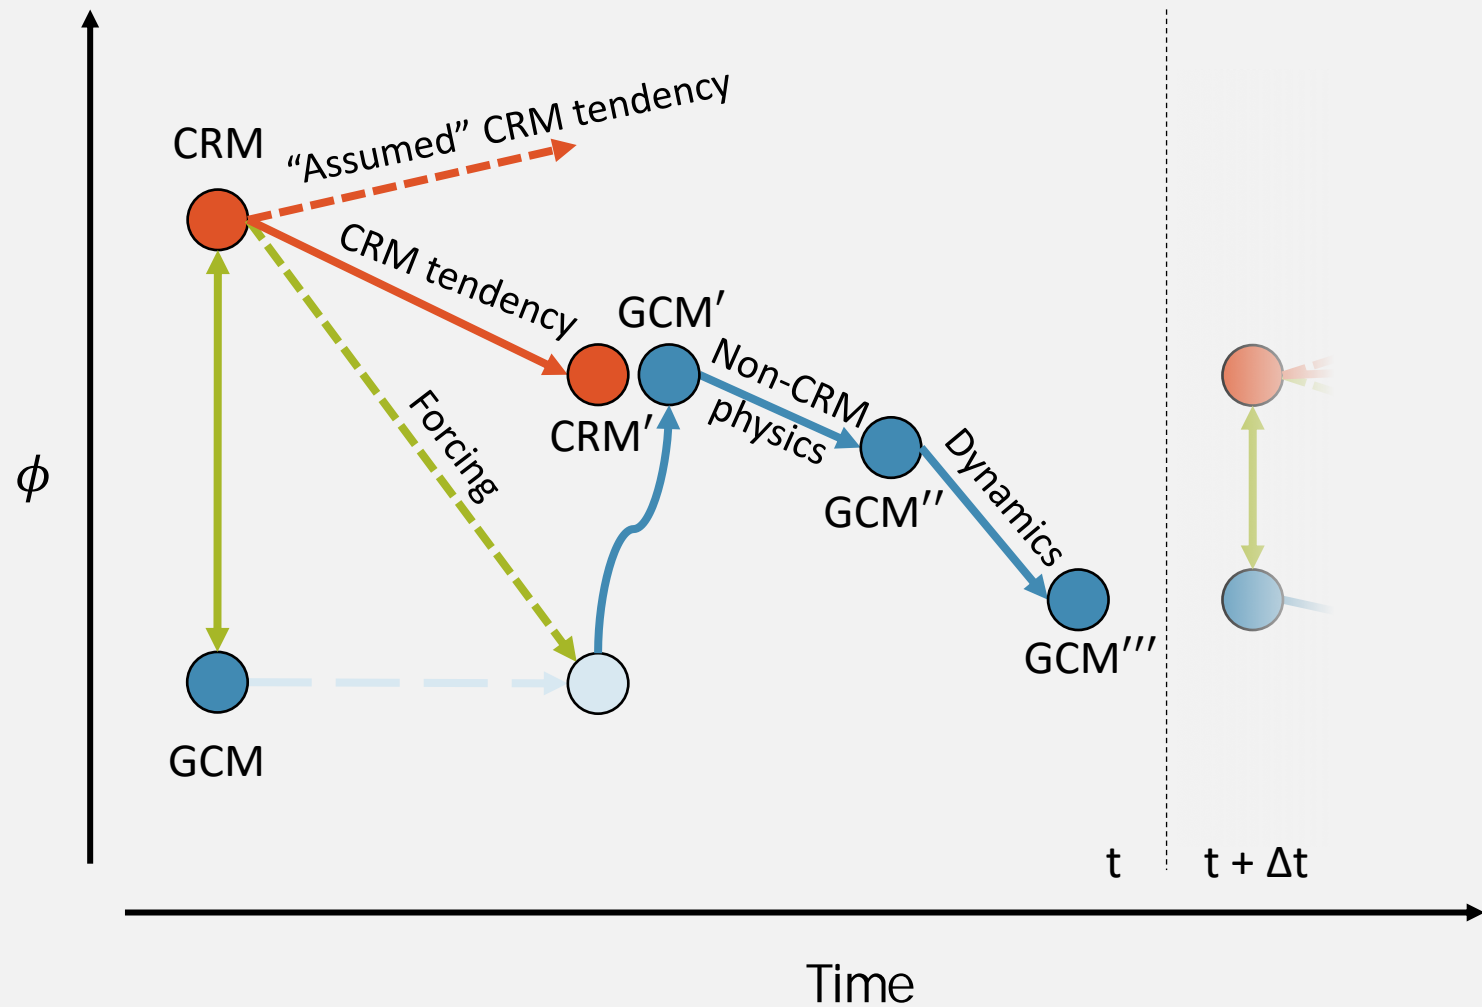 CRM
“Assumed” CRM tendency
CRM tendency
GCM′
Non-CRM
physics
CRM′
Forcing
Dynamics
ϕ
GCM′′
GCM′′′
GCM
t
t + Δt
Time